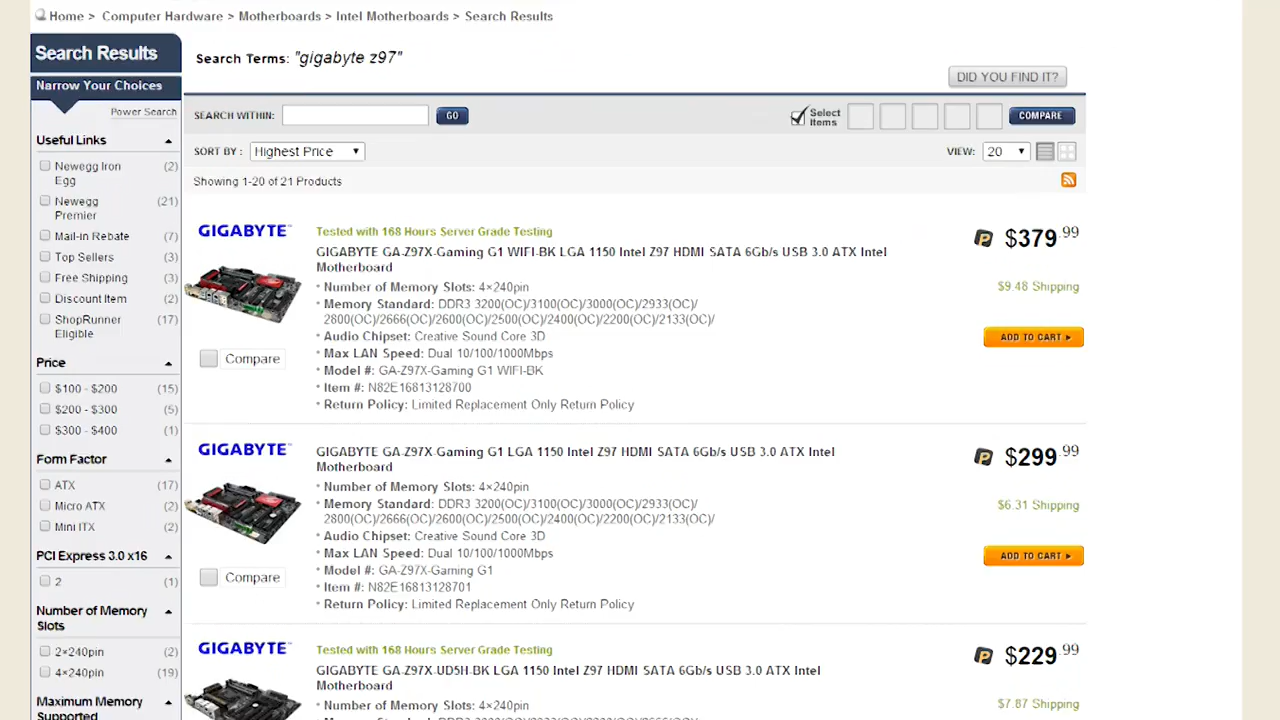 Home > Computer Hardware > Motherboards > Intel Motherboards > Search Results
Search Results
Narrow Your Choices
Power Search
Useful Links
Newegg Iron Egg (2)
Newegg Premier (21)
Mail-in Rebate (7)
Top Sellers (3)
Free Shipping (3)
Discount Item (2)
ShopRunner Eligible (17)
Price
$100 - $200 (15)
$200 - $300 (5)
$300 - $400 (1)
Form Factor
ATX (17)
Micro ATX (2)
Mini ITX (2)
PCI Express 3.0 x16
2 (1)
Number of Memory Slots
2×240pin (2)
4×240pin (19)
Maximum Memory Supported
Search Terms: "gigabyte z97"
DID YOU FIND IT?
SEARCH WITHIN: GO
Select Items COMPARE
SORT BY : Highest Price
VIEW: 20
Showing 1-20 of 21 Products
GIGABYTE™
Tested with 168 Hours Server Grade Testing
GIGABYTE GA-Z97X-Gaming G1 WIFI-BK LGA 1150 Intel Z97 HDMI SATA 6Gb/s USB 3.0 ATX Intel
Motherboard
Number of Memory Slots: 4×240pin
Memory Standard: DDR3 3200(OC)/3100(OC)/3000(OC)/2933(OC)/
2800(OC)/2666(OC)/2600(OC)/2500(OC)/2400(OC)/2200(OC)/2133(OC)/
Audio Chipset: Creative Sound Core 3D
Max LAN Speed: Dual 10/100/1000Mbps
Model #: GA-Z97X-Gaming G1 WIFI-BK
Item #: N82E16813128700
Return Policy: Limited Replacement Only Return Policy
Compare
$379.99
$9.48 Shipping
ADD TO CART
GIGABYTE™
GIGABYTE GA-Z97X-Gaming G1 LGA 1150 Intel Z97 HDMI SATA 6Gb/s USB 3.0 ATX Intel
Motherboard
Number of Memory Slots: 4×240pin
Memory Standard: DDR3 3200(OC)/3100(OC)/3000(OC)/2933(OC)/
2800(OC)/2666(OC)/2600(OC)/2500(OC)/2400(OC)/2200(OC)/2133(OC)/
Audio Chipset: Creative Sound Core 3D
Max LAN Speed: Dual 10/100/1000Mbps
Model #: GA-Z97X-Gaming G1
Item #: N82E16813128701
Return Policy: Limited Replacement Only Return Policy
Compare
$299.99
$6.31 Shipping
ADD TO CART
GIGABYTE™
Tested with 168 Hours Server Grade Testing
GIGABYTE GA-Z97X-UD5H-BK LGA 1150 Intel Z97 HDMI SATA 6Gb/s USB 3.0 ATX Intel
Motherboard
Number of Memory Slots: 4×240pin
$229.99
$7.87 Shipping